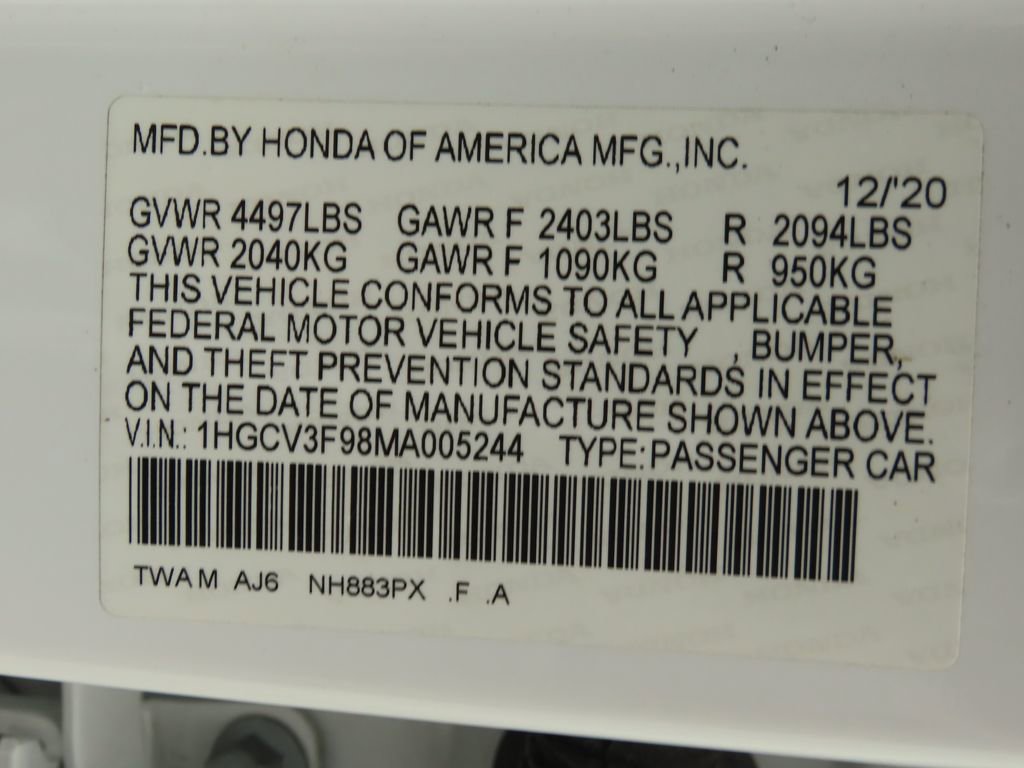 MFD.BY HONDA OF AMERICA MFG.,INC.
12/'20
GVWR 4497LBS GAWR F 2403LBS R 2094LBS
GVWR 2040KG GAWR F 1090KG R 950KG
THIS VEHICLE CONFORMS TO ALL APPLICABLE
FEDERAL MOTOR VEHICLE SAFETY , BUMPER,
AND THEFT PREVENTION STANDARDS IN EFFECT
ON THE DATE OF MANUFACTURE SHOWN ABOVE.
V.I.N.: 1HGCV3F98MA005244 TYPE:PASSENGER CAR
TWAM AJ6 NH883PX .F .A